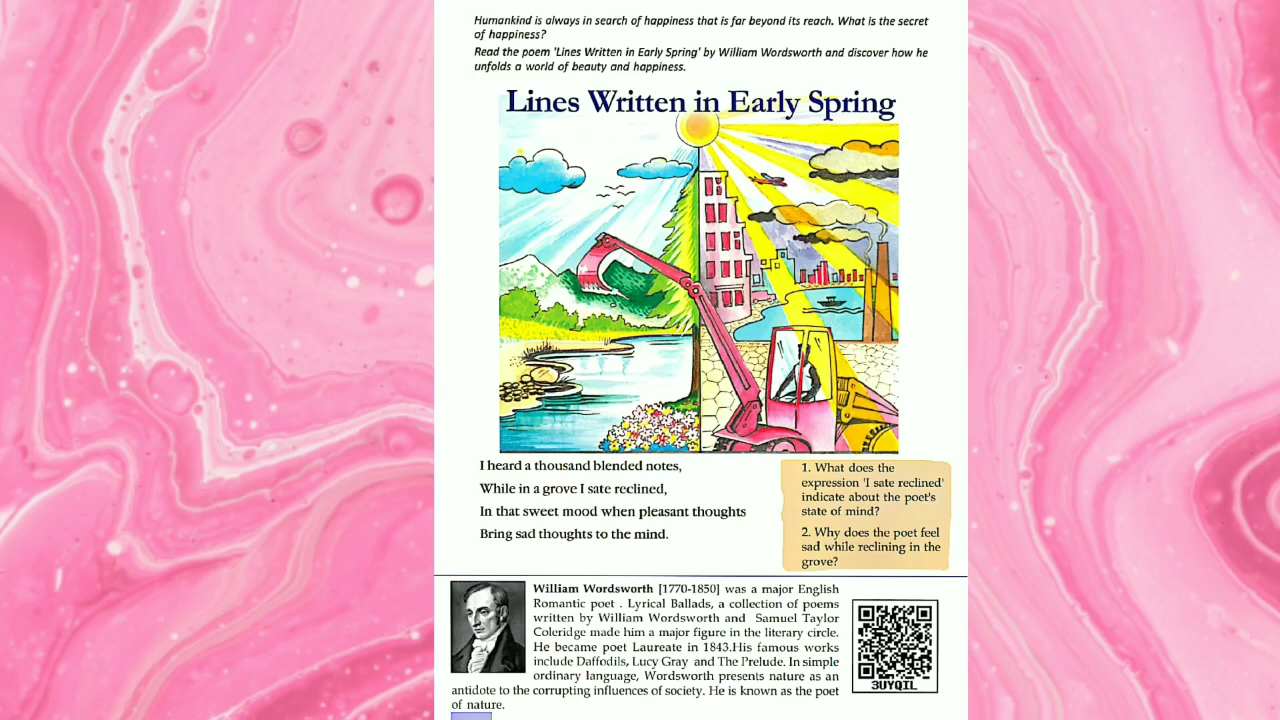 Humankind is always in search of happiness that is far beyond its reach. What is the secret
of happiness?
Read the poem 'Lines Written in Early Spring' by William Wordsworth and discover how he
unfolds a world of beauty and happiness.
Lines Written in Early Spring
I heard a thousand blended notes,
While in a grove I sate reclined,
In that sweet mood when pleasant thoughts
Bring sad thoughts to the mind.
1. What does the
expression 'I sate reclined'
indicate about the poet's
state of mind?
2. Why does the poet feel
sad while reclining in the
grove?
William Wordsworth [1770-1850] was a major English
Romantic poet . Lyrical Ballads, a collection of poems
written by William Wordsworth and Samuel Taylor
Coleridge made him a major figure in the literary circle.
He became poet Laureate in 1843.His famous works
include Daffodils, Lucy Gray and The Prelude. In simple
ordinary language, Wordsworth presents nature as an
antidote to the corrupting influences of society. He is known as the poet
of nature.
3UYQIL